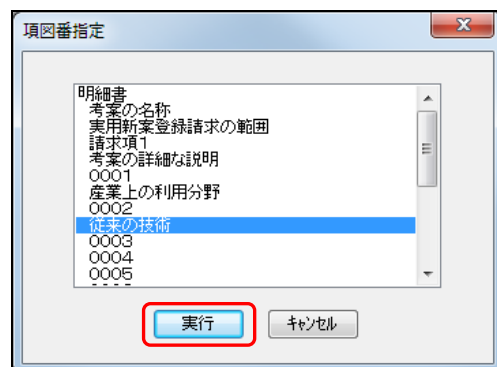 項図番指定
明細書
考案の名称
実用新案登録請求の範囲
請求項1
考案の詳細な説明
0001
産業上の利用分野
0002
従来の技術
0003
0004
0005
実行
キャンセル